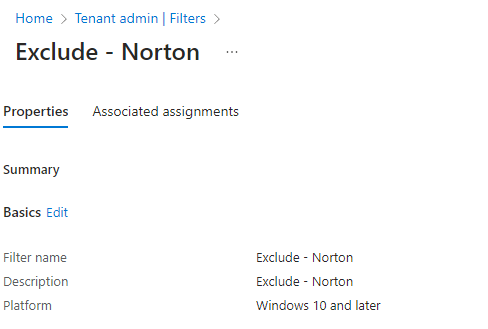 Home > Tenant admin | Filters >
Exclude - Norton ...
Properties Associated assignments
Summary
Basics Edit
Filter name Exclude - Norton
Description Exclude - Norton
Platform Windows 10 and later